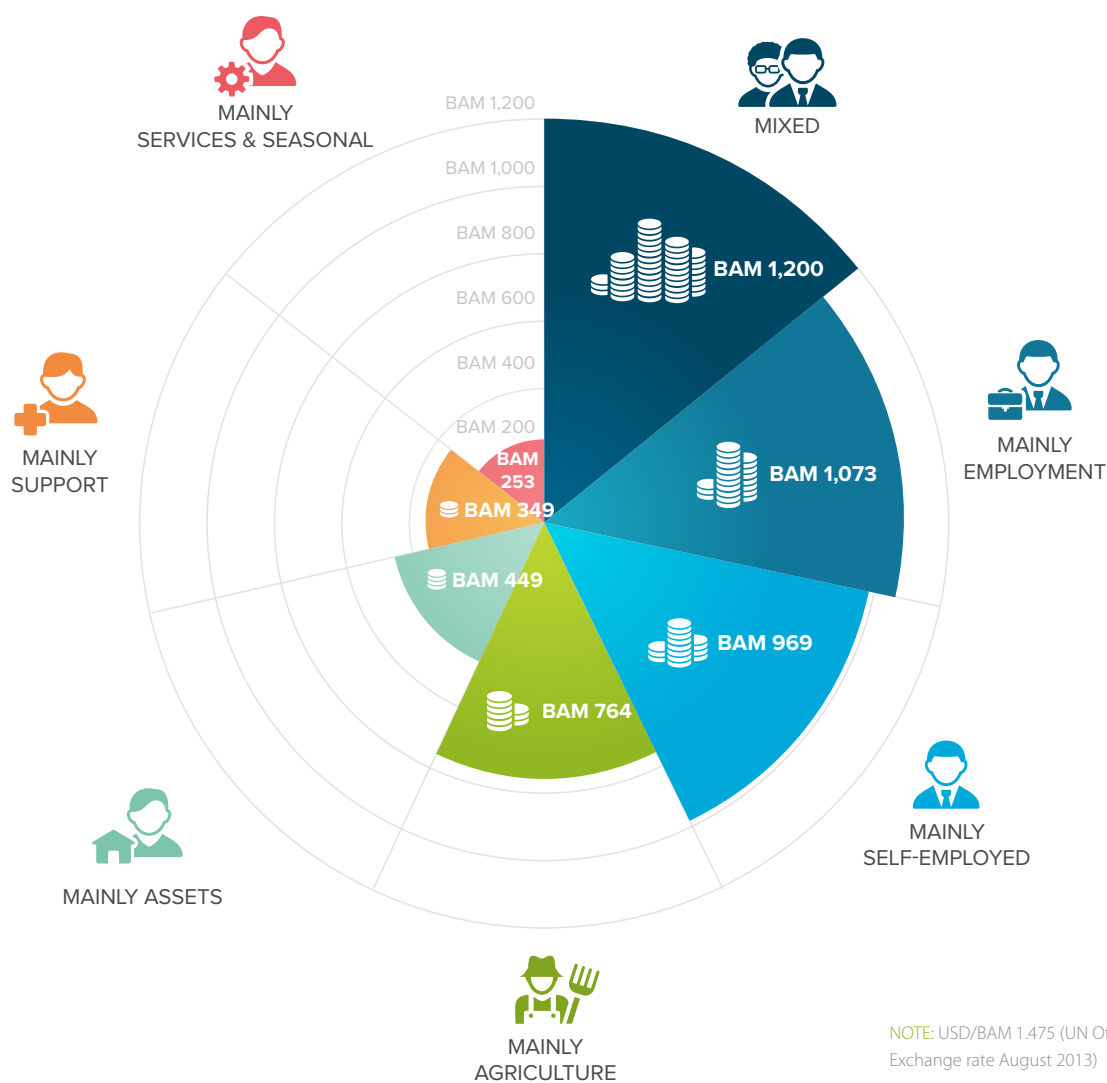 MAINLY
SERVICES & SEASONAL
MIXED
BAM 1,200
BAM 1,000
BAM 800
BAM 600
BAM 400
BAM 200
BAM 1,200
MAINLY
EMPLOYMENT
BAM 1,073
MAINLY
SUPPORT
BAM
253
BAM 349
BAM 449
BAM 969
BAM 764
MAINLY
SELF-EMPLOYED
MAINLY ASSETS
MAINLY
AGRICULTURE
NOTE: USD/BAM 1.475 (UN
Exchange rate August 2013)